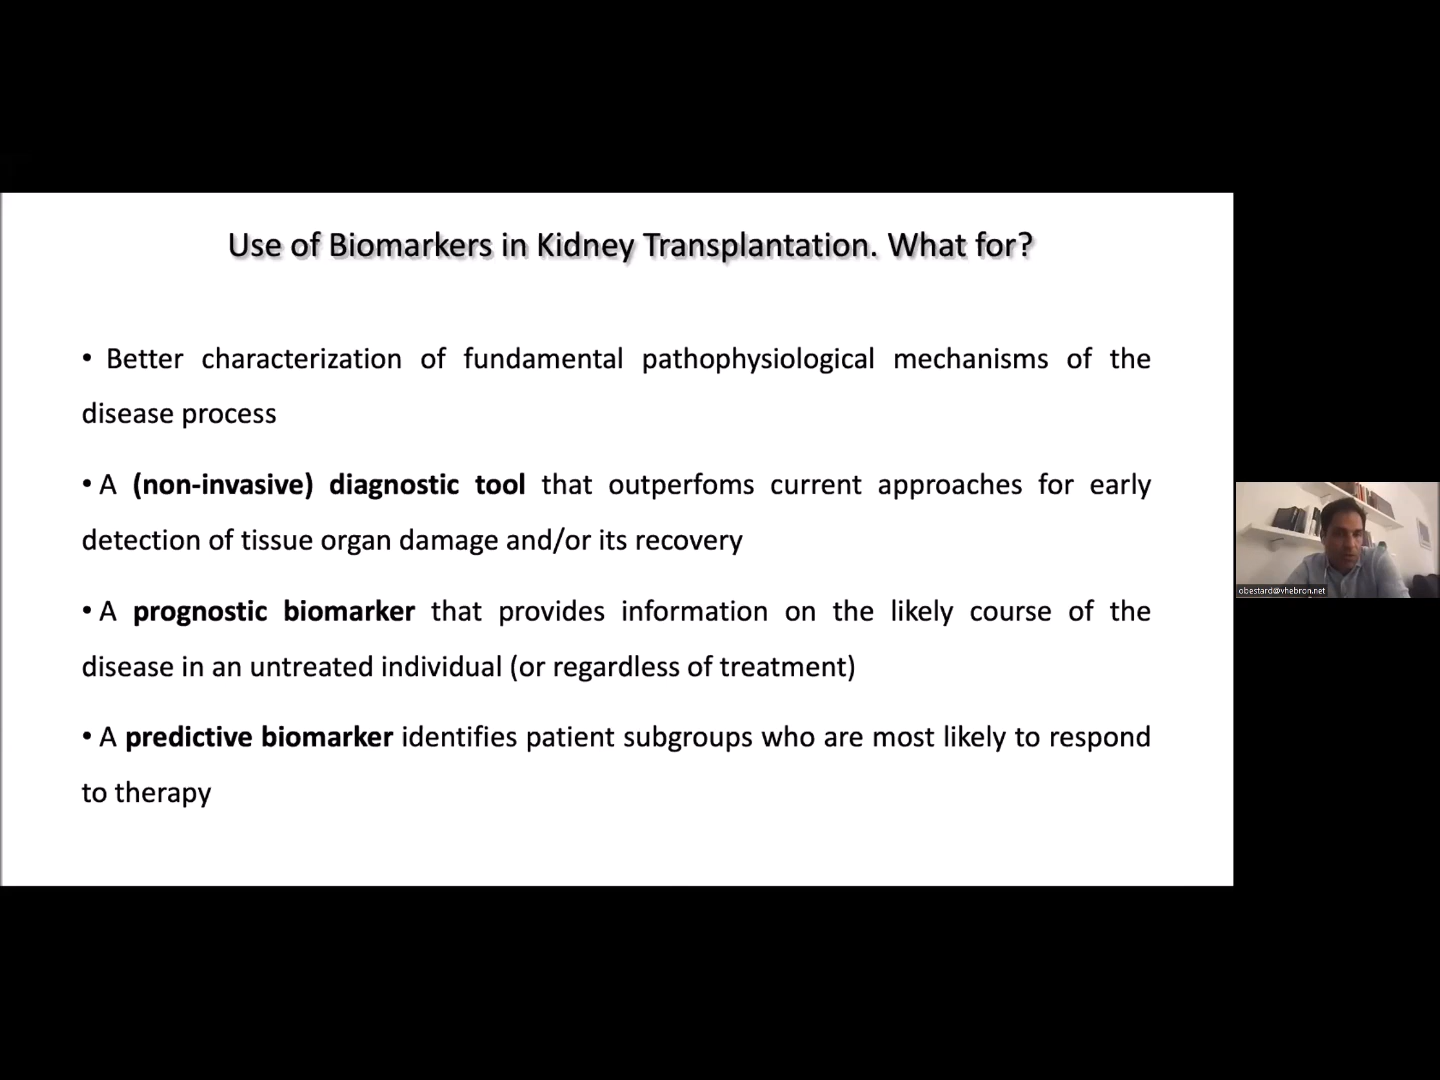 Use of Biomarkers in Kidney Transplantation. What for?
• Better characterization of fundamental pathophysiological mechanisms of the
disease process
• A (non-invasive) diagnostic tool that outperfoms current approaches for early
detection of tissue organ damage and/or its recovery
• A prognostic biomarker that provides information on the likely course of the
disease in an untreated individual (or regardless of treatment)
• A predictive biomarker identifies patient subgroups who are most likely to respond
to therapy
obestard@vhebron.net